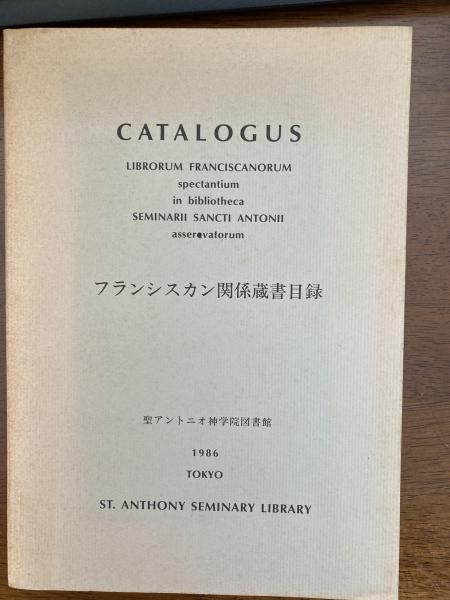 CATALOGUS
LIBRORUM FRANCISCANORUM
spectantium
in bibliotheca
SEMINARII SANCTI ANTONII
asserevatorum
フランシスカン関係蔵書目録
聖アントニオ神学院図書館
1986
TOKYO
ST. ANTHONY SEMINARY LIBRARY